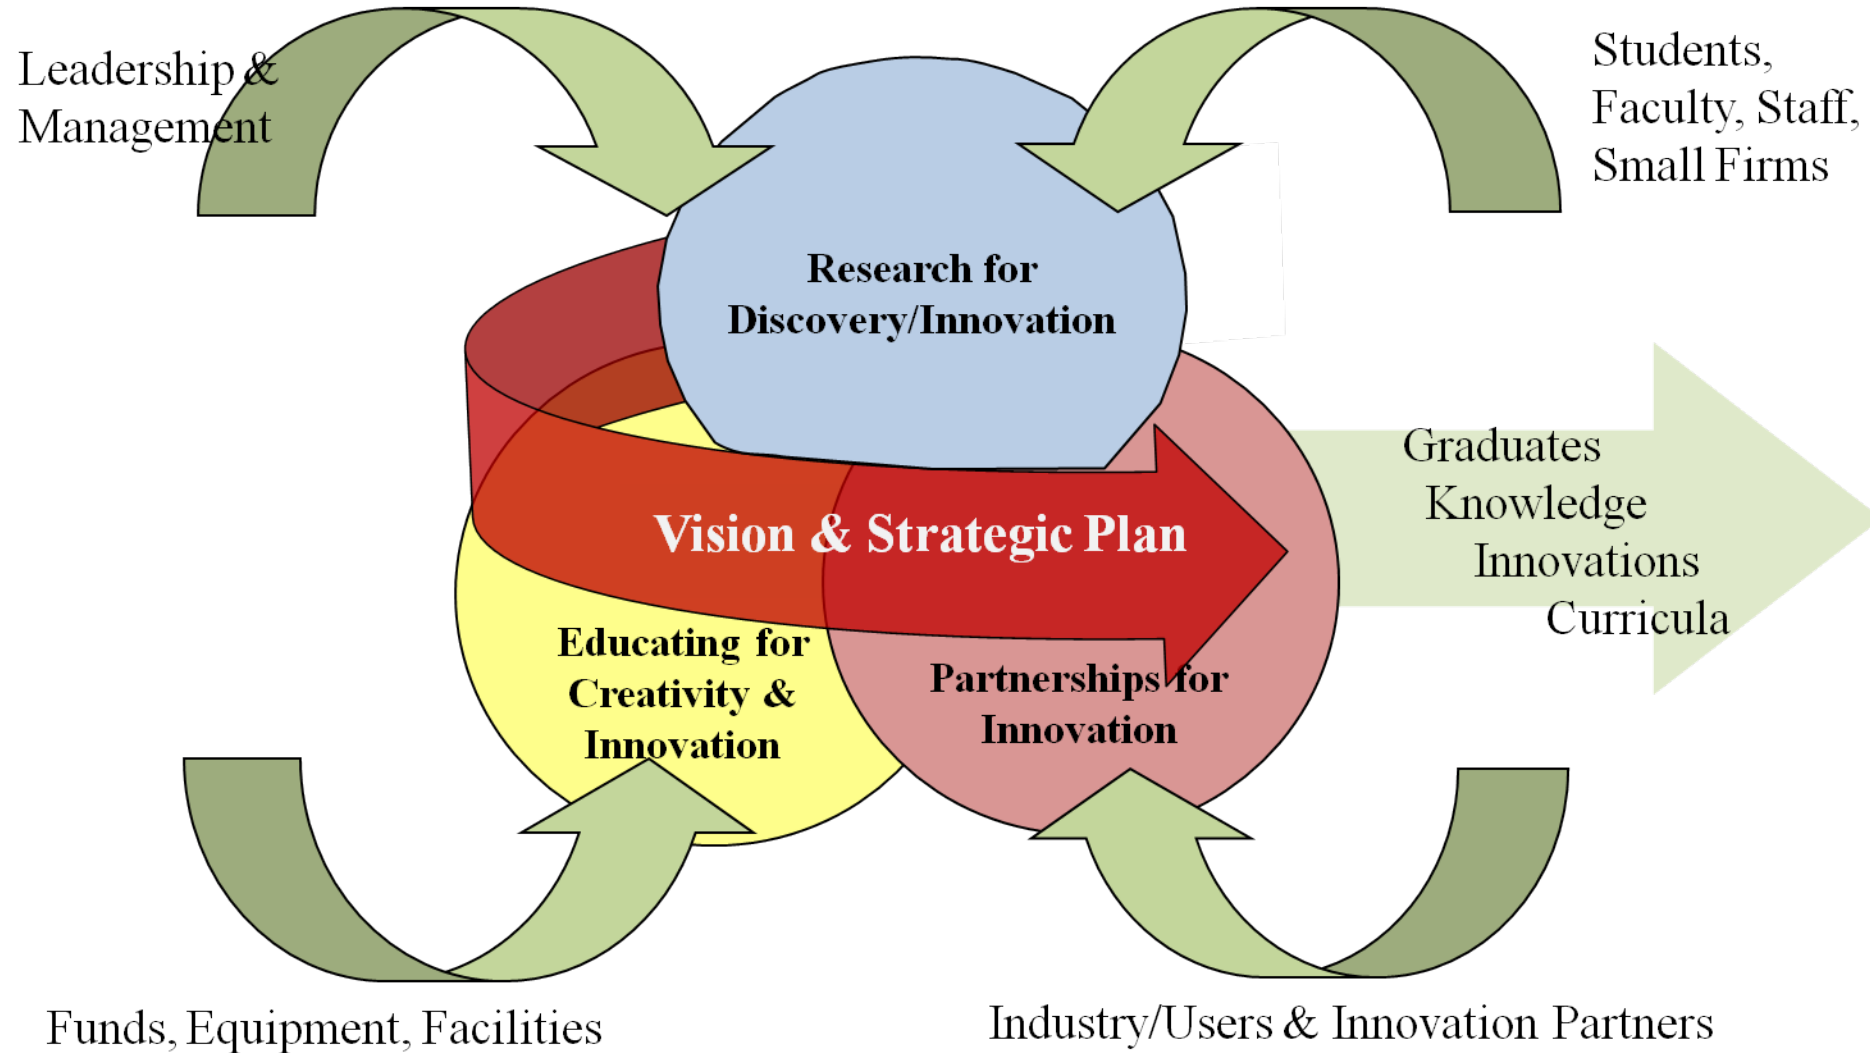 Leadership &
Management
Students,
Faculty, Staff,
Small Firms
Research for
Discovery/Innovation
Graduates
Knowledge
Innovations
Curricula
Vision & Strategic Plan
Educating for
Creativity &
Innovation
Partnerships for
Innovation
Funds, Equipment, Facilities
Industry/Users & Innovation Partners